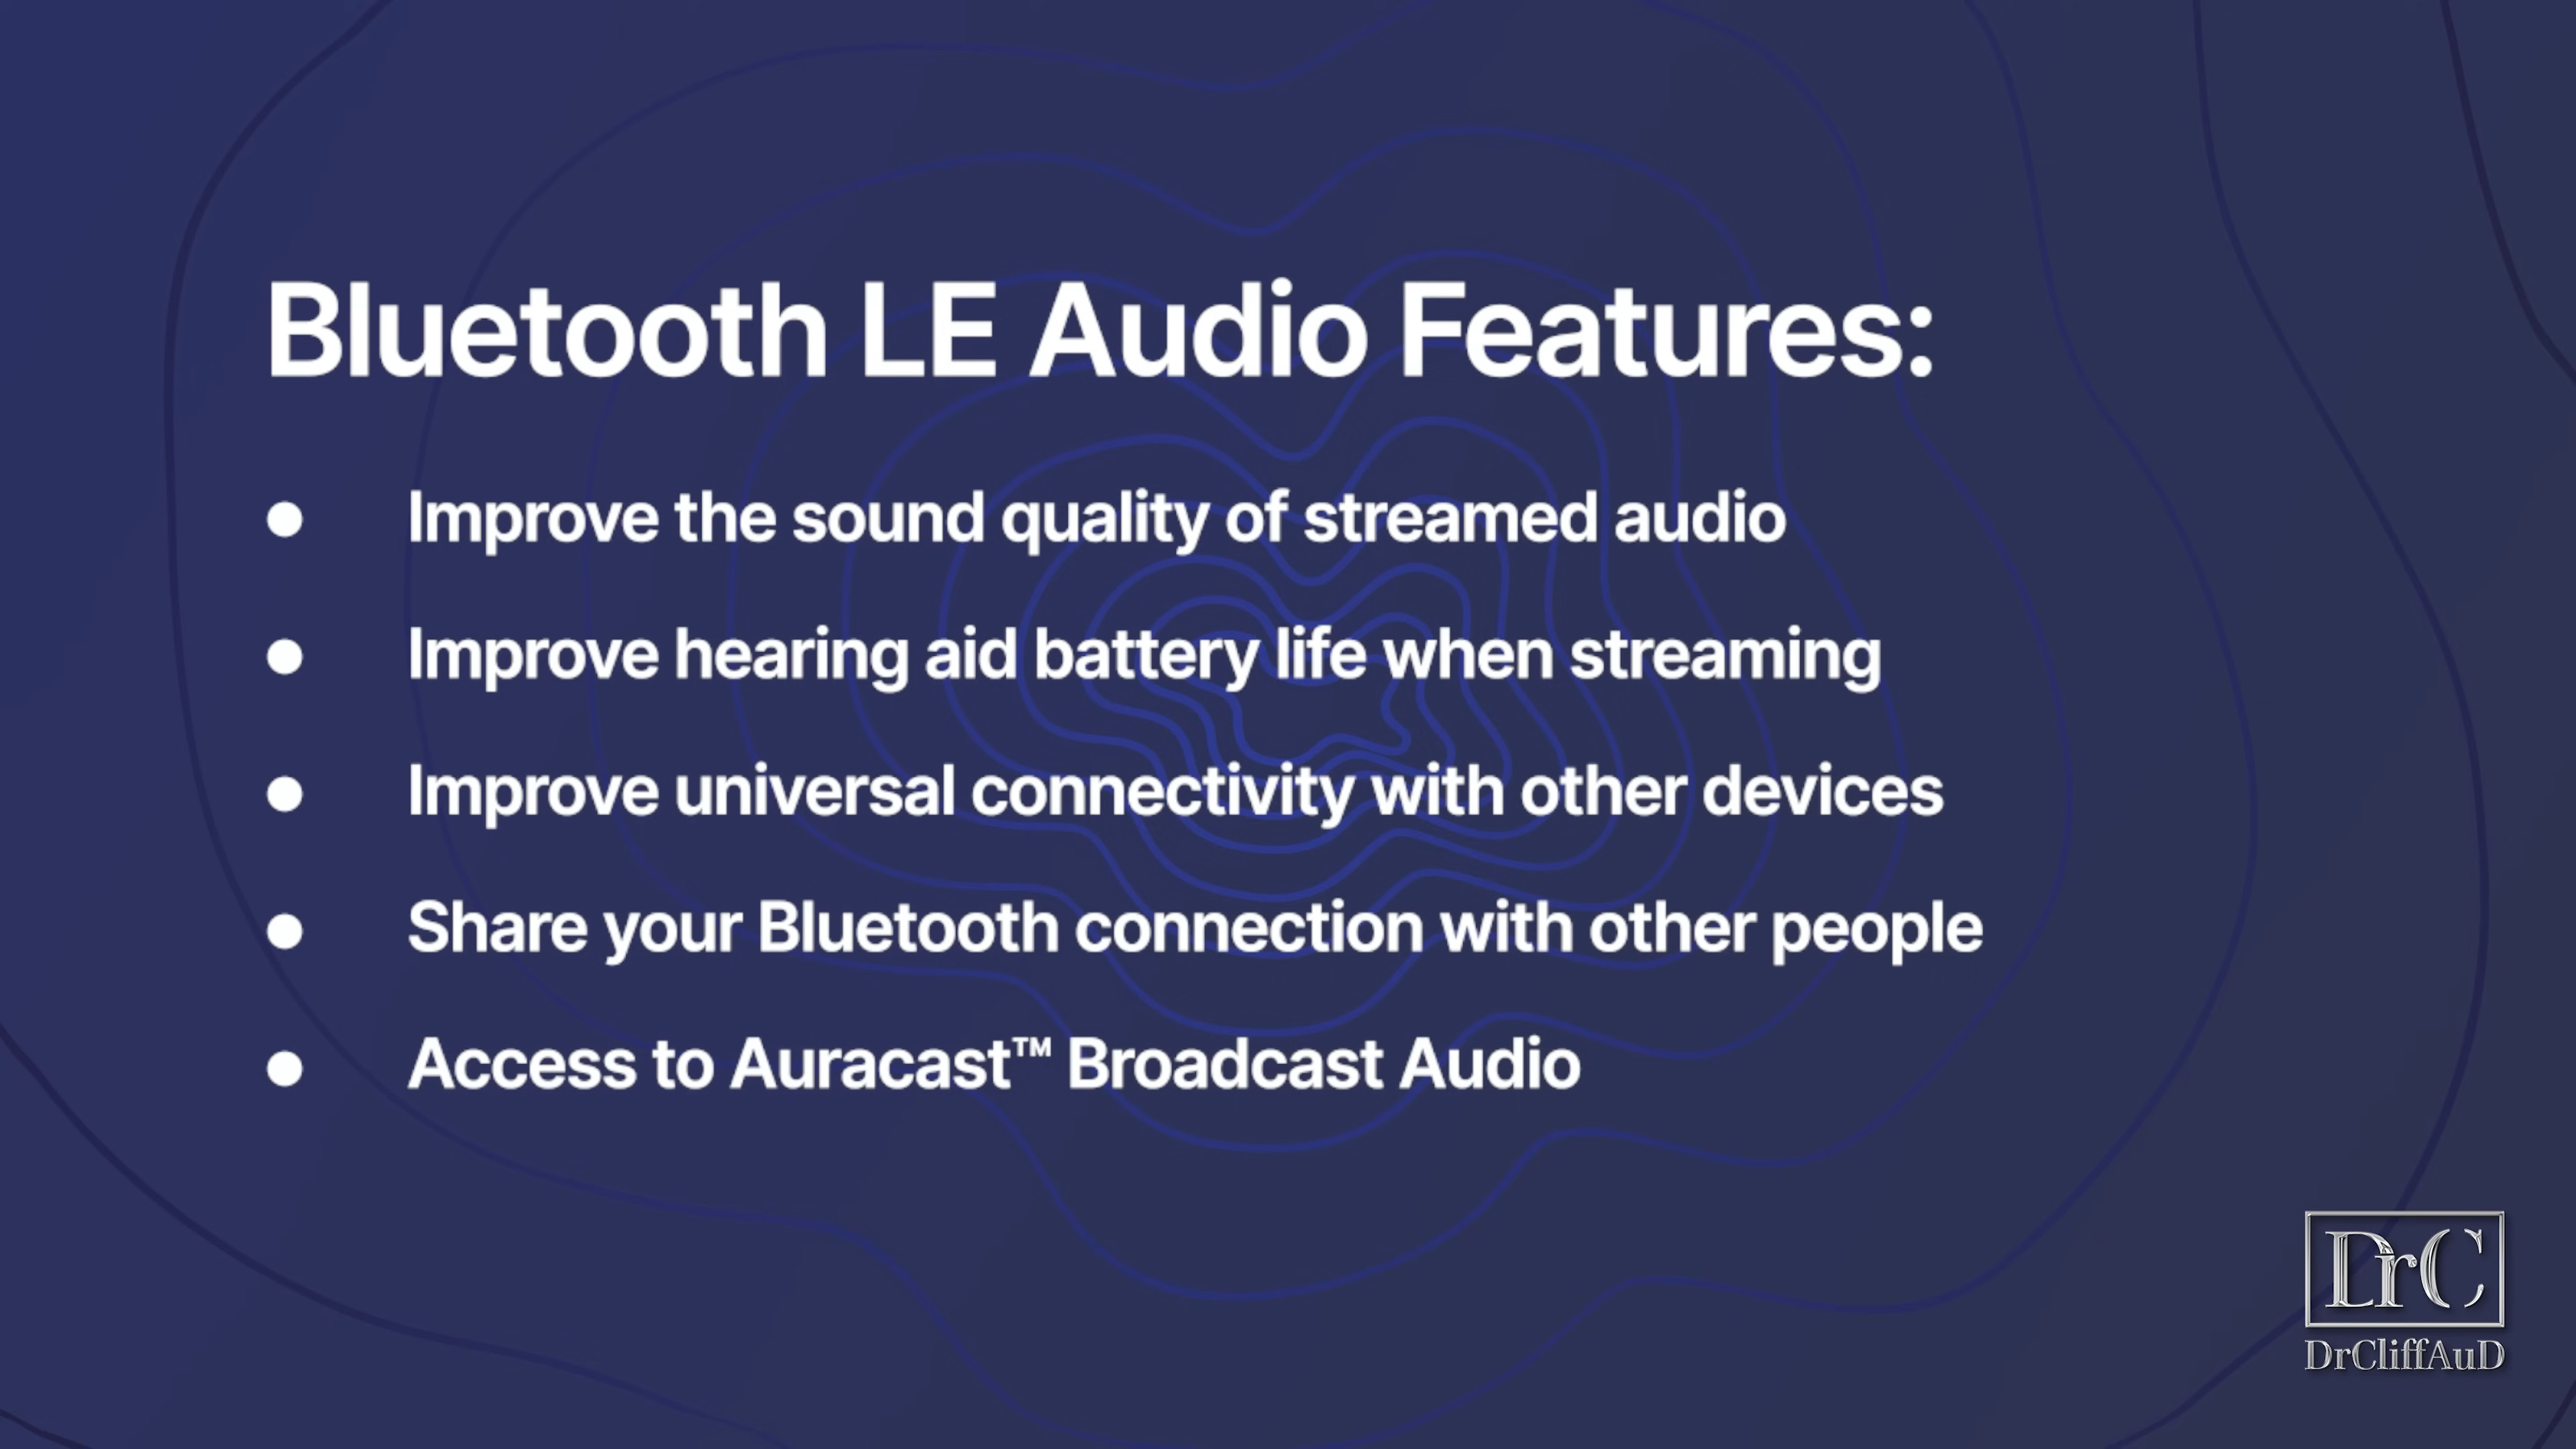 Bluetooth LE Audio Features:
● Improve the sound quality of streamed audio
● Improve hearing aid battery life when streaming
● Improve universal connectivity with other devices
● Share your Bluetooth connection with other people
● Access to Auracast™ Broadcast Audio
DrC
DrCliffAuD